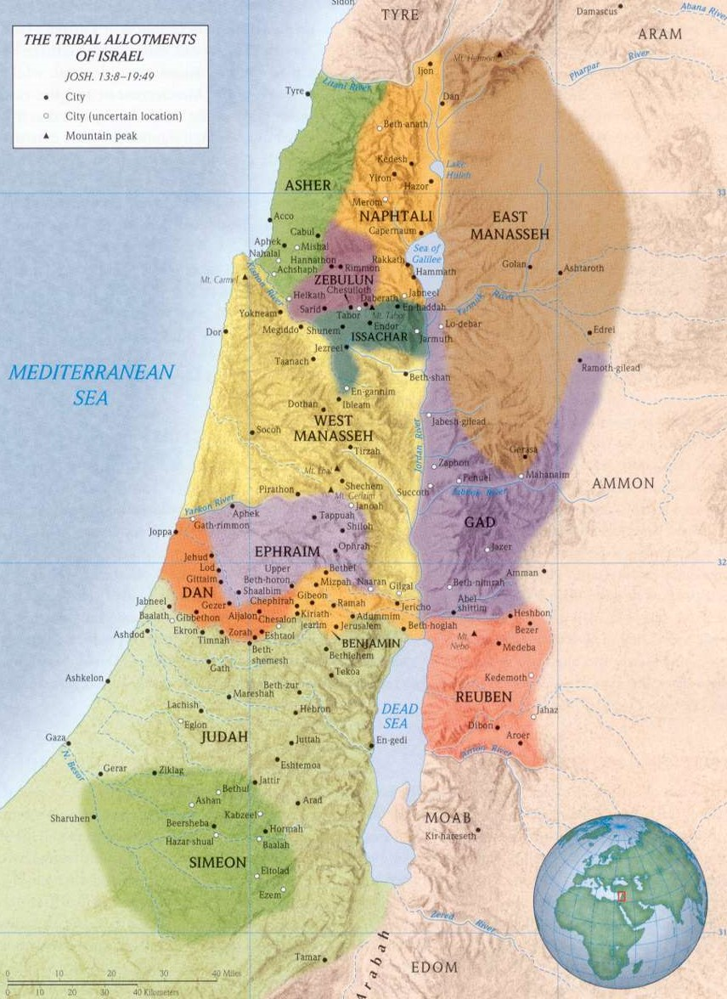 Sidon
TYRE
Damascus
Abana River
ARAM
THE TRIBAL ALLOTMENTS
OF ISRAEL
JOSH. 13:8–19:49
City
City (uncertain location)
Mountain peak
Mt. Hermon
Ijon
Pharpar River
Tyre
Litani River
Dan
Beth-anath
Kedesh
Lake
Huleh
Yiron
Hazor
ASHER
Merom
33
NAPHTALI
EAST
MANASSEH
Acco
Cabul
Capernaum
Aphek
Mishal
Nahalal
Hannathon
Rakkath
Sea of
Galilee
Achshaph
Rimmon
Hammath
Golan
Ashtaroth
Mt. Carmel
Kishon River
ZEBULUN
Chesulloth
Jabneel
Helkath
Daberath
Yarmuk River
Yokneam
Sarid
Tabor
Mt. Tabor
En-haddah
Dor
Megiddo
Shunem
Endor
Lo-debar
Edrei
ISSACHAR
Jarmuth
Jezreel
Taanach
Ramoth-gilead
Beth-shan
MEDITERRANEAN
SEA
En-gannim
Dothan
Ibleam
WEST
MANASSEH
Jabesh-gilead
Socoh
Tirzah
Jordan River
Gerasa
Mt. Ebal
Zaphon
Mahanaim
Penuel
AMMON
Pirathon
Shechem
Mt. Gerizim
Succoth
Jabbok River
Yarkon River
Janoah
Aphek
Tappuah
Gath-rimmon
Shiloh
GAD
Joppa
Ophrah
Jazer
EPHRAIM
Jehud
32
Lod
Upper
Beth-horon
Bethel
Amman
Gittaim
Mizpah
Naaran
Gilgal
Beth-nimrah
Shaalbim
DAN
Gibeon
Jabneel
Gezer
Chephirah
Ramah
Jericho
Abel
shittim
Baalath
Gibbethon
Aijalon
Chesalon
Kiriath-
jearim
Adummim
Heshbon
Ashdod
Ekron
Zorah
Eshtaol
Jerusalem
Beth-hoglah
Bezer
Timnah
BENJAMIN
Mt.
Nebo
Medeba
Beth-
shemesh
Bethlehem
Gath
Tekoa
Kedemoth
Ashkelon
Beth-zur
Mareshah
REUBEN
Lachish
Hebron
DEAD
SEA
Jahaz
Eglon
Dibon
JUDAH
Aroer
Gaza
Juttah
En-gedi
Arnon River
N. Besor
Eshtemoa
Gerar
Ziklag
Jattir
Bethul
Ashan
Arad
Sharuhen
Kabzeel
MOAB
Beersheba
Hormah
Kir-hareseth
Hazar-shual
Baalah
SIMEON
Eltolad
Ezem
Zered River
31
Tamar
Arabah
EDOM
0 10 20 30 40 Miles
0 10 20 30 40 Kilometers